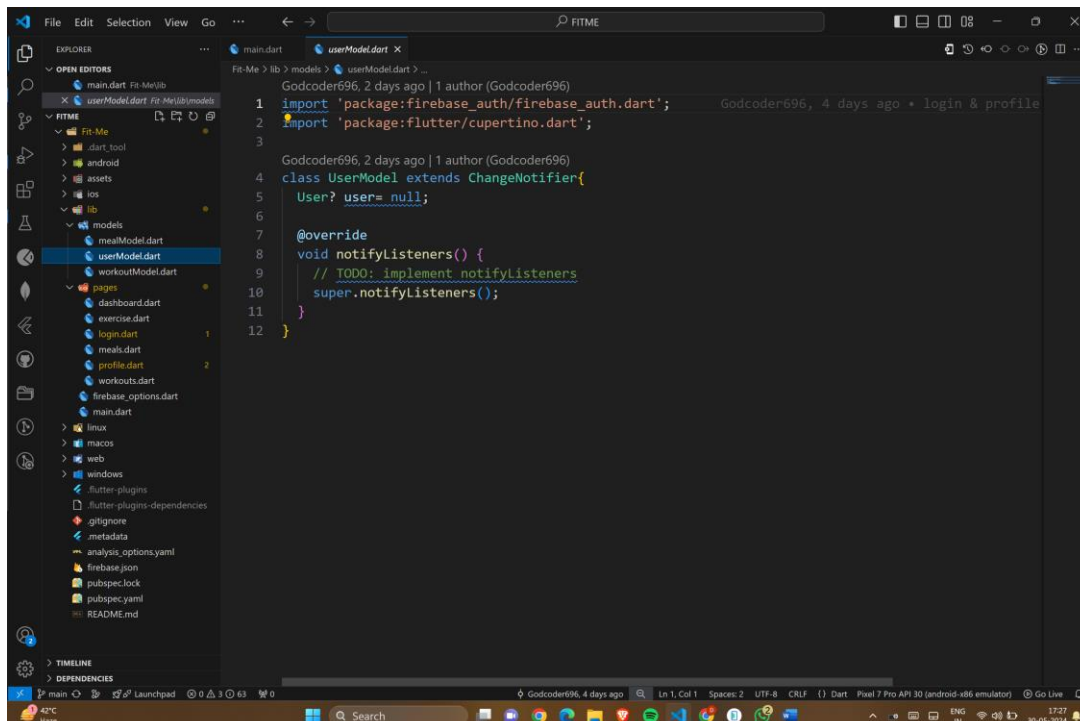 File Edit Selection View Go ··· FITME
EXPLORER ···
main.dart userModel.dart ×
OPEN EDITORS
main.dart Fit-Me\lib
× userModel.dart Fit-Me\lib\models
FITME
Fit-Me
.dart_tool
android
assets
ios
lib
models
mealModel.dart
userModel.dart
workoutModel.dart
pages
dashboard.dart
exercise.dart
login.dart 1
meals.dart
profile.dart 2
workouts.dart
firebase_options.dart
main.dart
linux
macos
web
windows
.flutter-plugins
.flutter-plugins-dependencies
.gitignore
.metadata
analysis_options.yaml
firebase.json
pubspec.lock
pubspec.yaml
README.md
TIMELINE
DEPENDENCIES
Fit-Me > lib > models > userModel.dart > ...
Godcoder696, 2 days ago | 1 author (Godcoder696)
1 import 'package:firebase_auth/firebase_auth.dart'; Godcoder696, 4 days ago • login & profile
2 import 'package:flutter/cupertino.dart';
3
Godcoder696, 2 days ago | 1 author (Godcoder696)
4 class UserModel extends ChangeNotifier{
5 User? user= null;
6
7 @override
8 void notifyListeners() {
9 // TODO: implement notifyListeners
10 super.notifyListeners();
11 }
12 }
2
main Launchpad 0 3 63 0 Godcoder696, 4 days ago Ln 1, Col 1 Spaces: 2 UTF-8 CRLF {} Dart Pixel 7 Pro API 30 (android-x86 emulator) Go Live
1 42°C Search ENG 17:27
Haze IN 30-05-2024